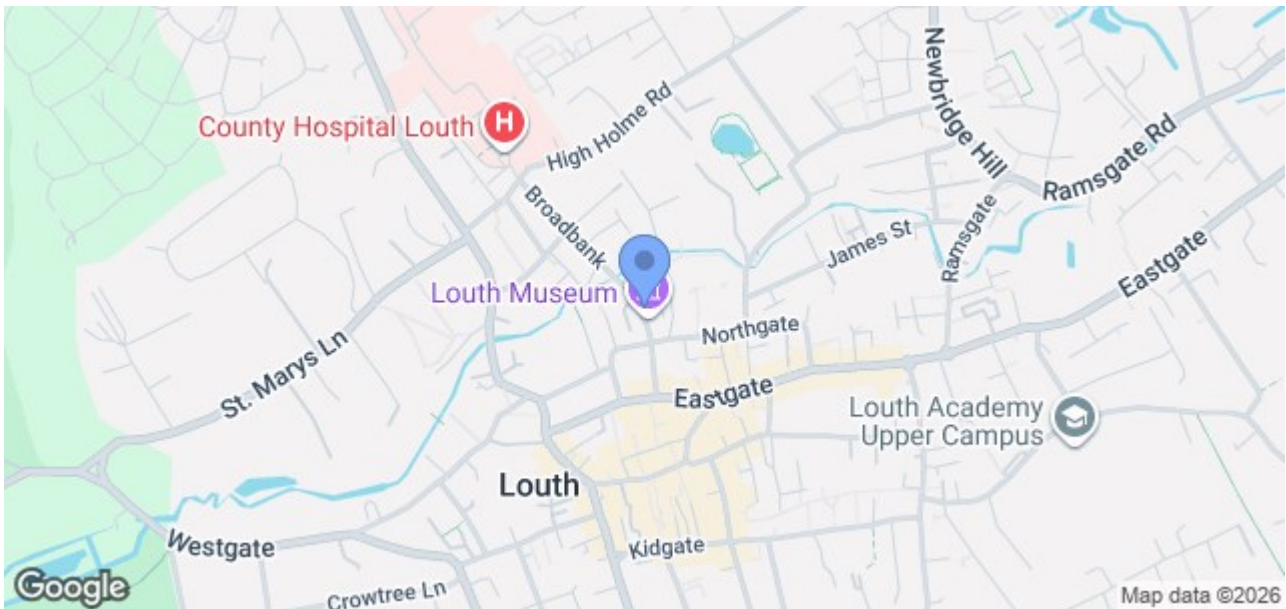 Newbridge Hill
County Hospital Louth
H
High Holme Rd
Ramsgate Rd
Broadbank
Ramsgate
James St
Eastgate
Louth Museum
Northgate
St. Marys Ln
Eastgate
Louth Academy
Upper Campus
Louth
Westgate
Kidgate
Crowtree Ln
Google
Map data ©2026